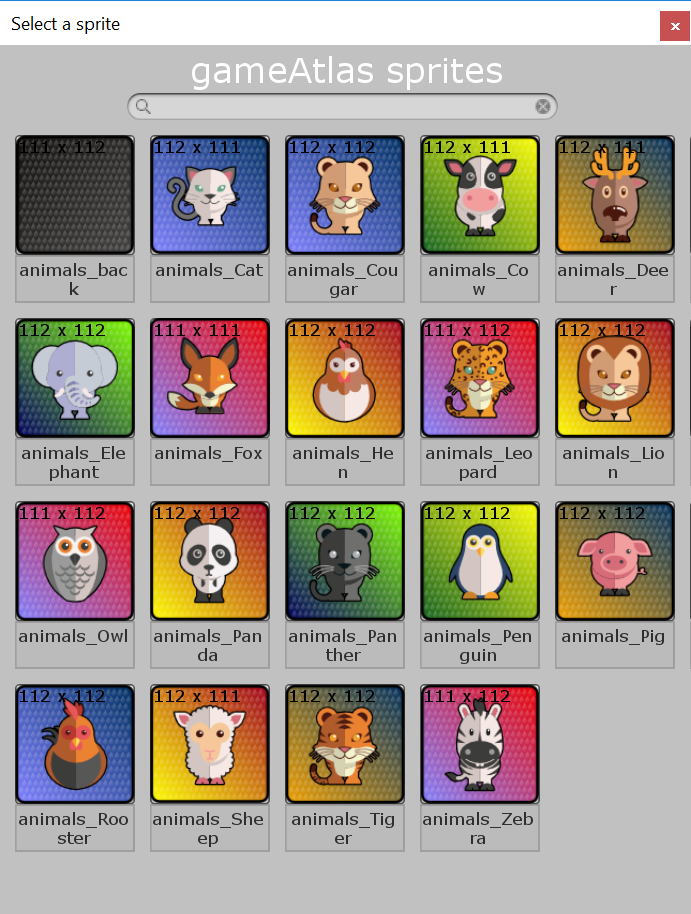 Select a sprite
gameAtlas sprites
111 x 112
112 x 111
112 x 112
112 x 111
112 x 111
animals_bac
k
animals_Cat
animals_Cou
gar
animals_Co
w
animals_Dee
r
112 x 112
111 x 111
112 x 112
111 x 112
112 x 112
animals_Ele
phant
animals_Fox
animals_He
n
animals_Leo
pard
animals_Lio
n
111 x 112
112 x 112
112 x 112
112 x 112
112 x 112
animals_Owl
animals_Pan
da
animals_Pan
ther
animals_Pen
guin
animals_Pig
112 x 112
112 x 111
112 x 112
111 x 112
animals_Roo
ster
animals_She
ep
animals_Tig
er
animals_Zeb
ra